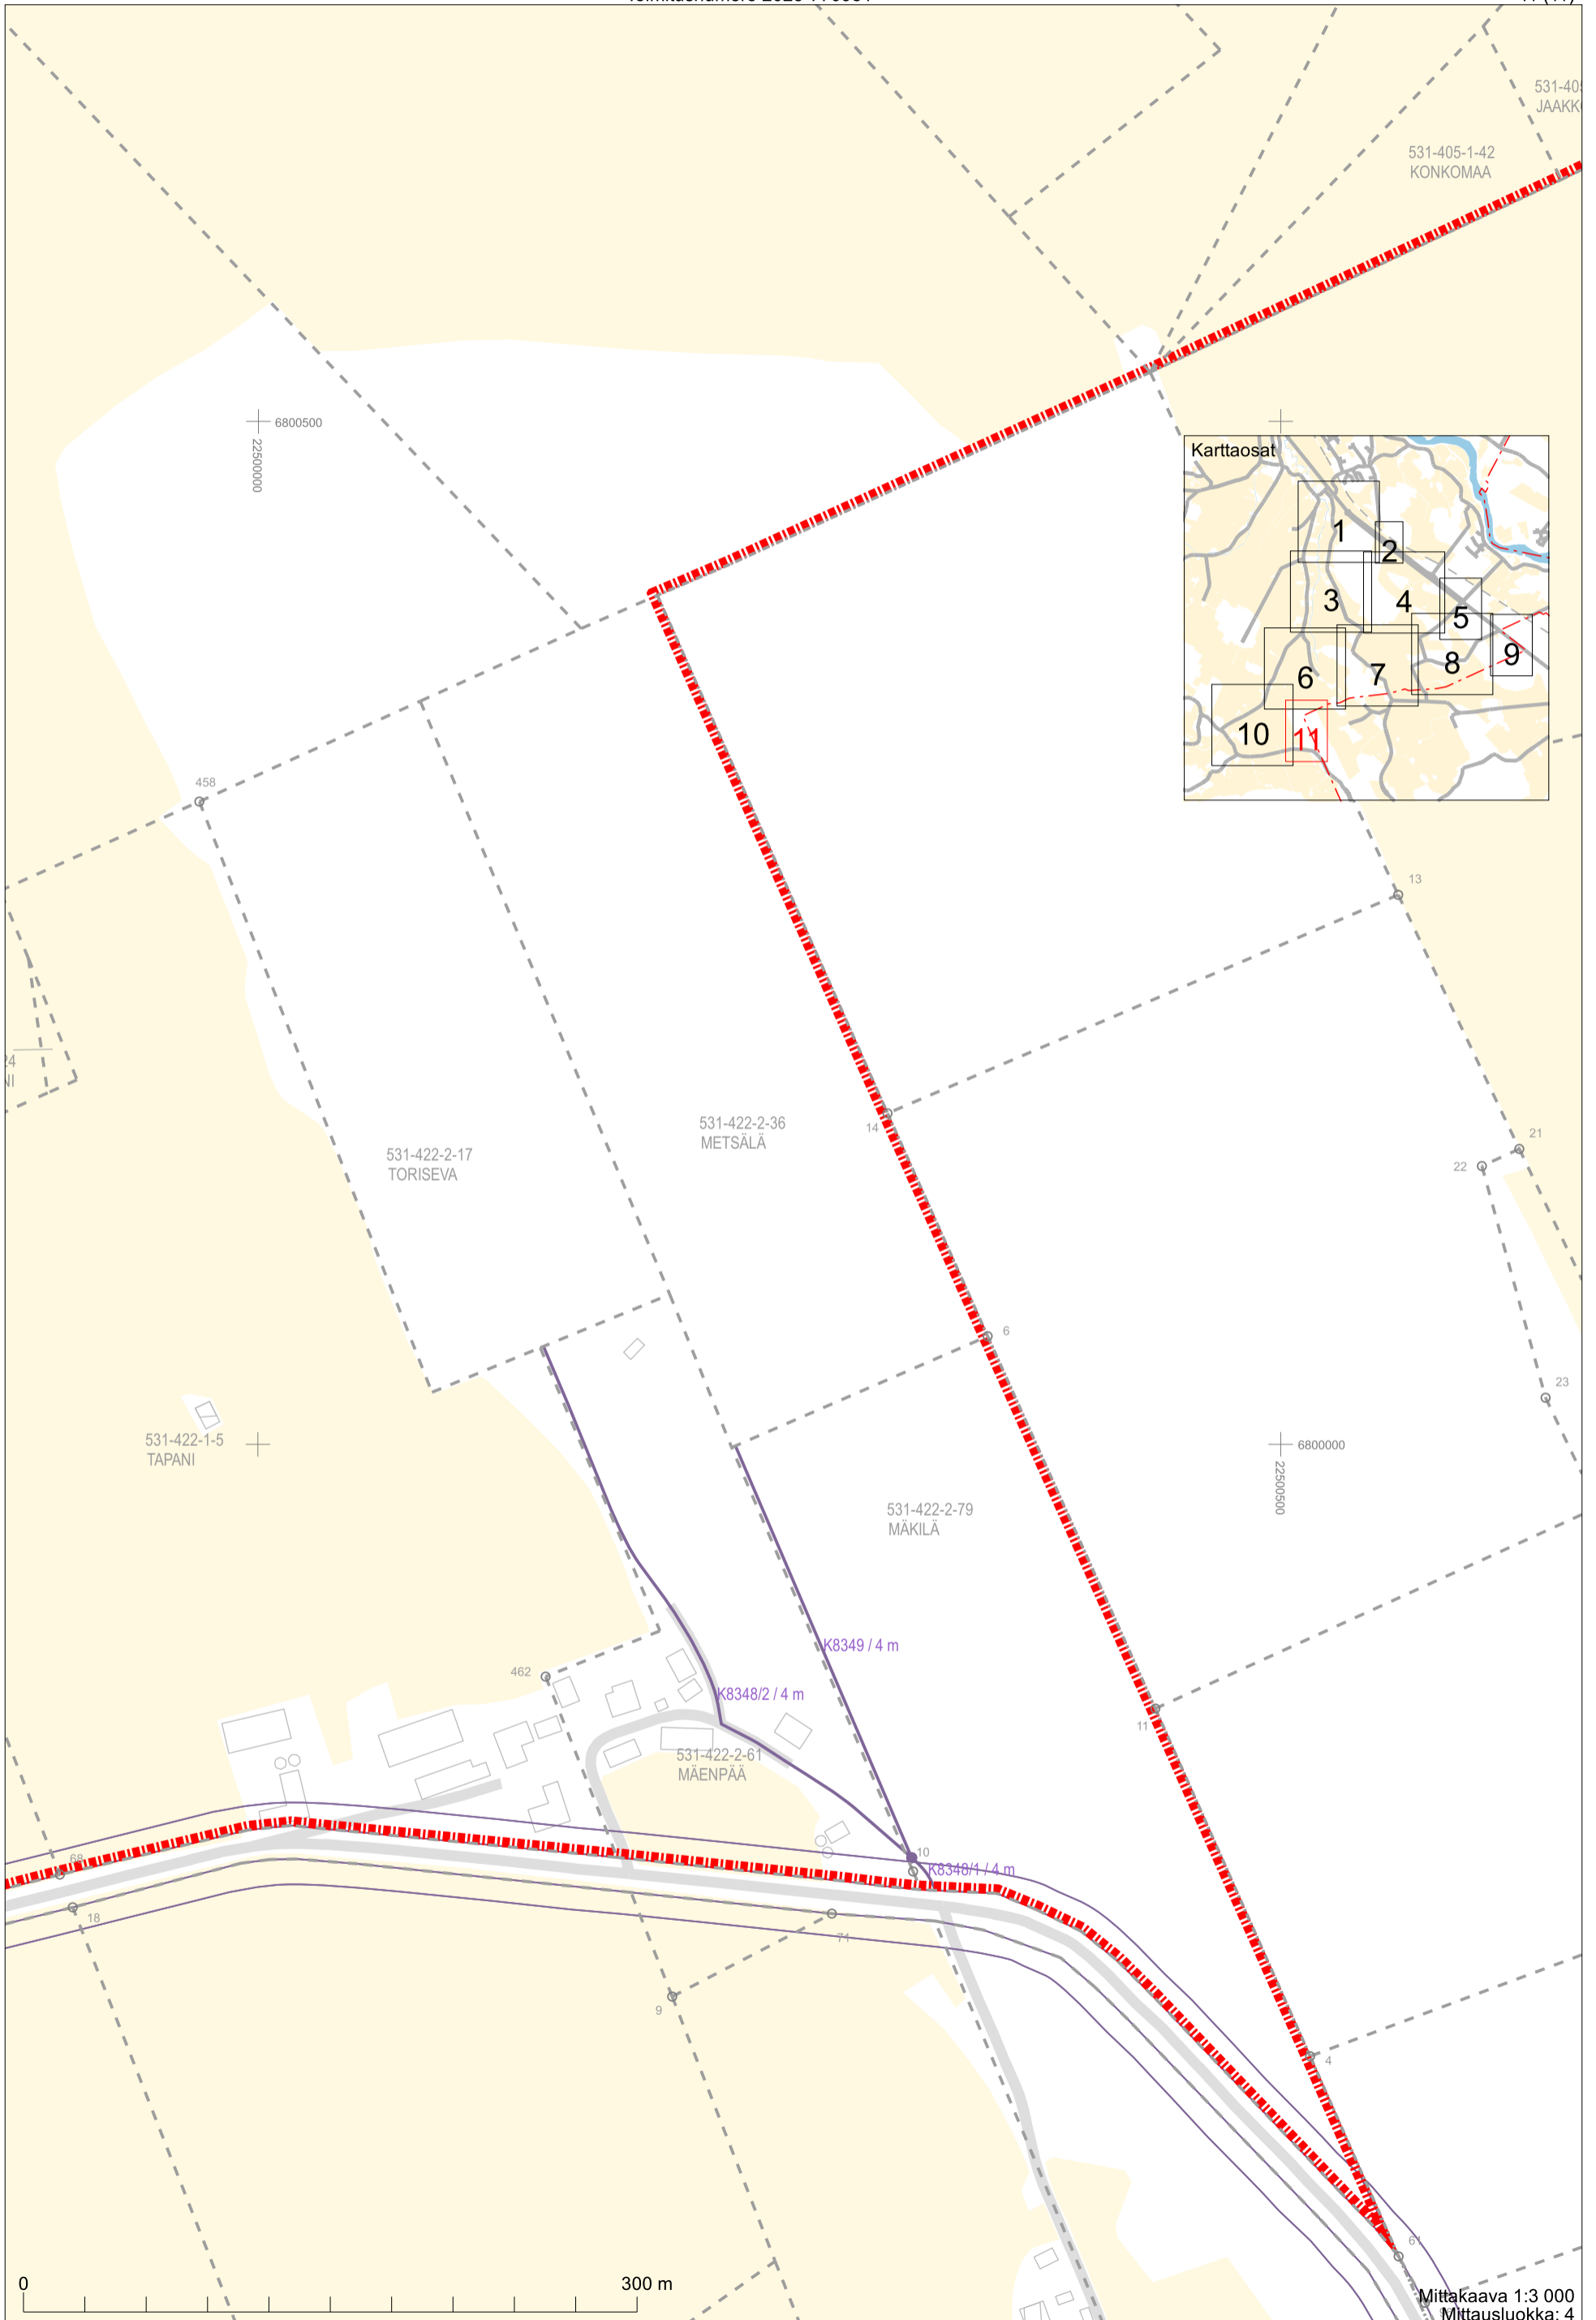 531-405-1-42
KONKOMAA
6800500
22500000
Karttaosat
1
2
3
4
5
6
7
8
9
10
11
458
13
14
531-422-2-36
METSÄLÄ
531-422-2-17
TORISEVA
21
22
6
23
531-422-1-5
TAPANI
6800000
22500500
531-422-2-79
MÄKILÄ
K8349 / 4 m
462
K8348/2 / 4 m
11
531-422-2-61
MÄENPÄÄ
10
K8348/1 / 4 m
68
18
71
9
4
61
0
300 m
Mittakaava 1:3 000
Mittausluokka: 4